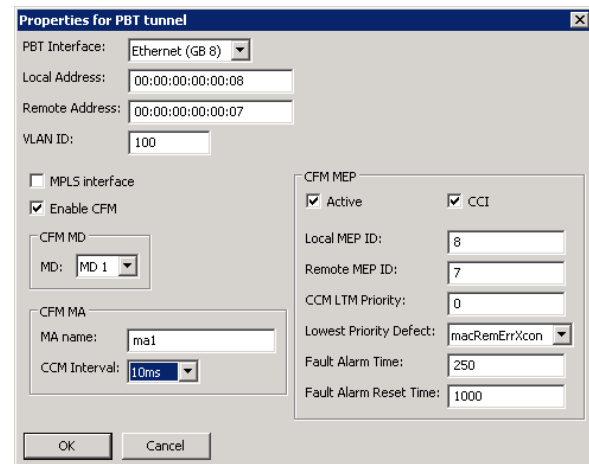 Properties for PBT tunnel
PBT Interface: Ethernet (GB 8)
Local Address: 00:00:00:00:00:08
Remote Address: 00:00:00:00:00:07
VLAN ID: 100
MPLS interface
Enable CFM
CFM MD
MD: MD 1
CFM MA
MA name: ma1
CCM Interval: 10ms
CFM MEP
Active CCI
Local MEP ID: 8
Remote MEP ID: 7
CCM LTM Priority: 0
Lowest Priority Defect: macRemErrXcon
Fault Alarm Time: 250
Fault Alarm Reset Time: 1000
OK Cancel